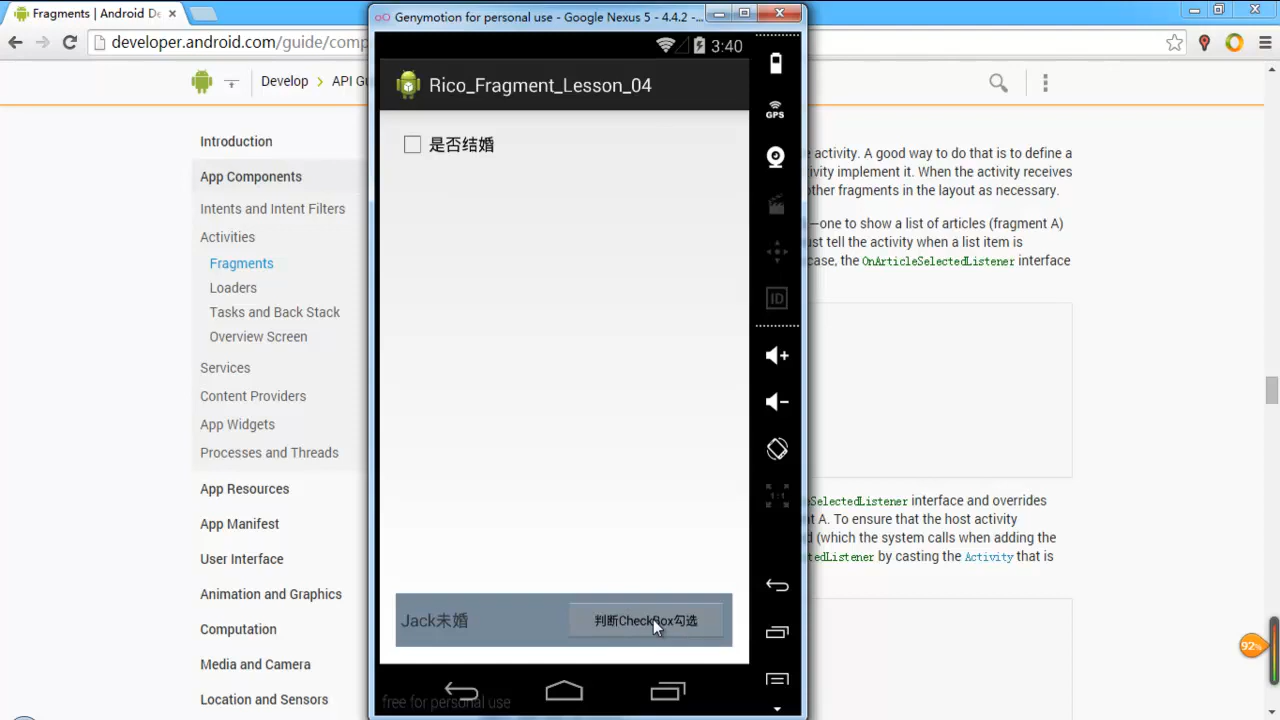 Fragments | Android De
Genymotion for personal use - Google Nexus 5 - 4.4.2 -...
developer.android.com/guide/comp
3:40
Develop
API Gu
Rico_Fragment_Lesson_04
GPS
Introduction
是否结婚
e activity. A good way to do that is to define a
App Components
ivity implement it. When the activity receives
other fragments in the layout as necessary.
Intents and Intent Filters
Activities
—one to show a list of articles (fragment A)
ust tell the activity when a list item is
Fragments
case, the OnArticleSelectedListener interface
Loaders
ID
Tasks and Back Stack
Overview Screen
Services
Content Providers
App Widgets
Processes and Threads
App Resources
1:1
eSelectedListener interface and overrides
App Manifest
nt A. To ensure that the host activity
d (which the system calls when adding the
User Interface
tedListener by casting the Activity that is
Animation and Graphics
Jack未婚
判断CheckBox勾选
Computation
92%
Media and Camera
Location and Sensors
free for personal use